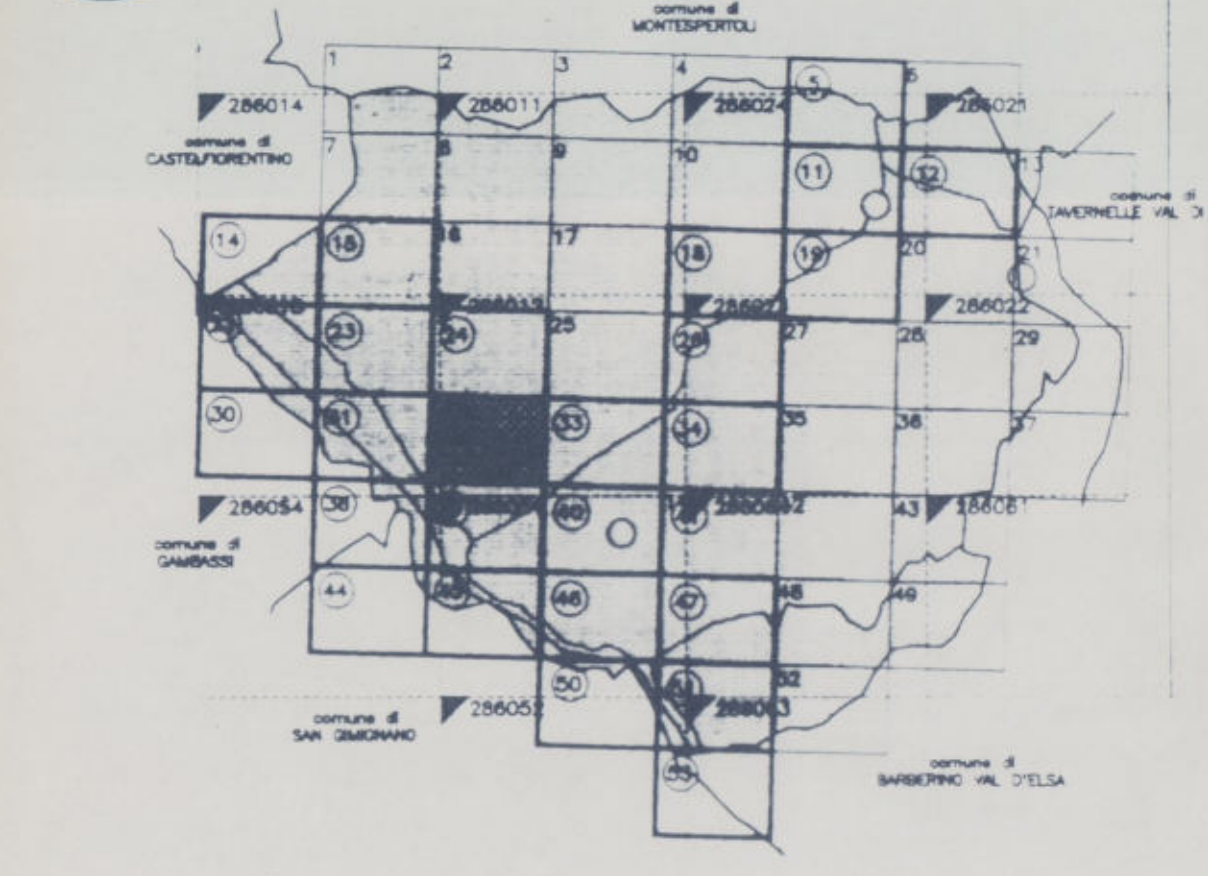 comune di
MONTESPERTOLI
1 2 3 4 5 6
286014 286011 286024 286021
comune di
CASTELFIORENTINO
7 8 9 10 11 12 13
comune di
TAVERNELLE VAL DI
14 15 16 17 18 19 20 21
286022
23 24 25 26 27 28 29
30 31 33 34 35 36 37
286054 286061
38 40 43
comune di
GAMBASSI
44 45 46 47 48 49
50 52
286052 286063
comune di
SAN GIMIGNANO
comune di
BARBERINO VAL D'ELSA